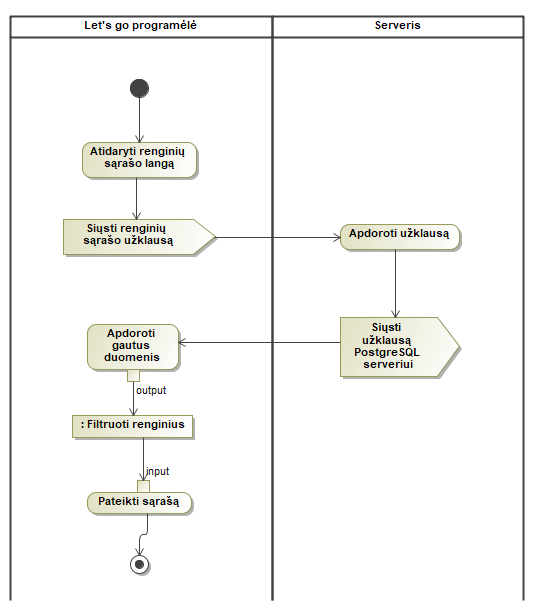 Let's go programėlė
Serveris
Atidaryti renginių
sąrašo langą
Siųsti renginių
sąrašo užklausą
Apdoroti užklausą
Siųsti
užklausą
PostgreSQL
serveriui
Apdoroti
gautus
duomenis
output
: Filtruoti renginius
input
Pateikti sąrašą